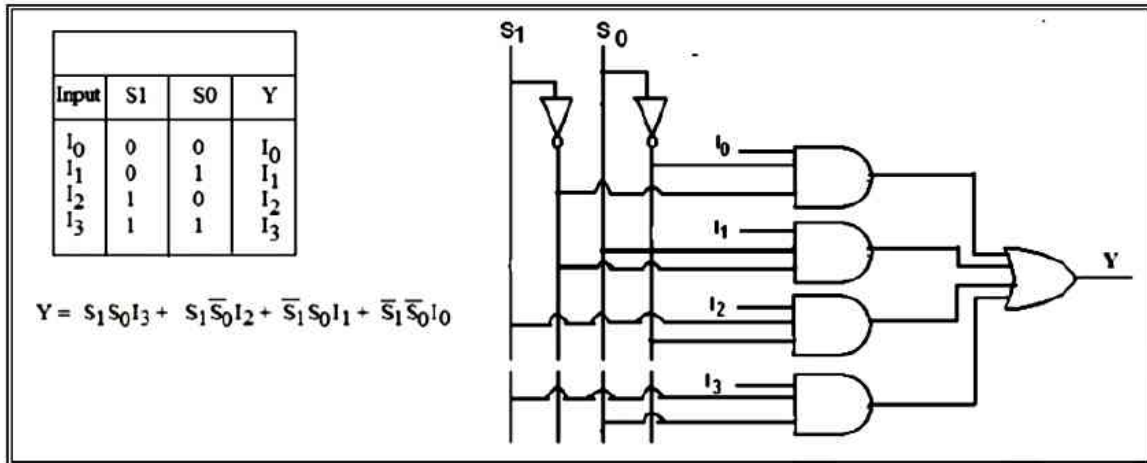 Input S1 S0 Y
I0 0 0 I0
I1 0 1 I1
I2 1 0 I2
I3 1 1 I3
Y = S1S0I3 + S1S̅0I2 + S̅1S0I1 + S̅1S̅0I0
S1 S0
I0
I1
Y
I2
I3